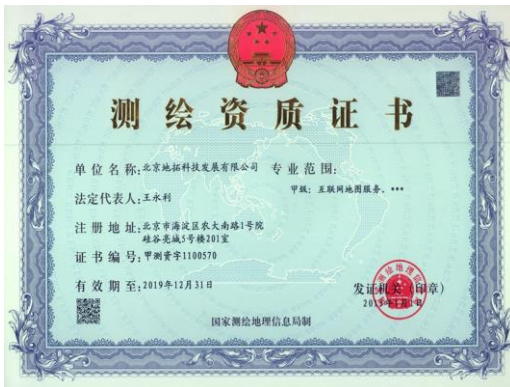 测绘资质证书
单位名称:北京地拓科技发展有限公司 专业范围:
甲级: 互联网地图服务。***
法定代表人:王永利
注册地址:北京市海淀区农大南路1号院
硅谷亮城5号楼201室
证书编号:甲测资字1100570
有效期至:2019年12月31日
发证机关(印章)
国家测绘地理信息局制